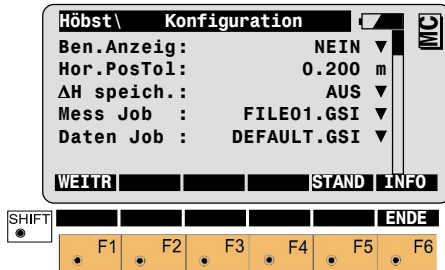 Höbst\ Konfiguration MC
Ben.Anzeig: NEIN ▼
Hor.PosTol: 0.200 m
ΔH speich.: AUS ▼
Mess Job : FILE01.GSI ▼
Daten Job : DEFAULT.GSI ▼
WEITR STAND INFO
SHIFT ENDE
F1 F2 F3 F4 F5 F6